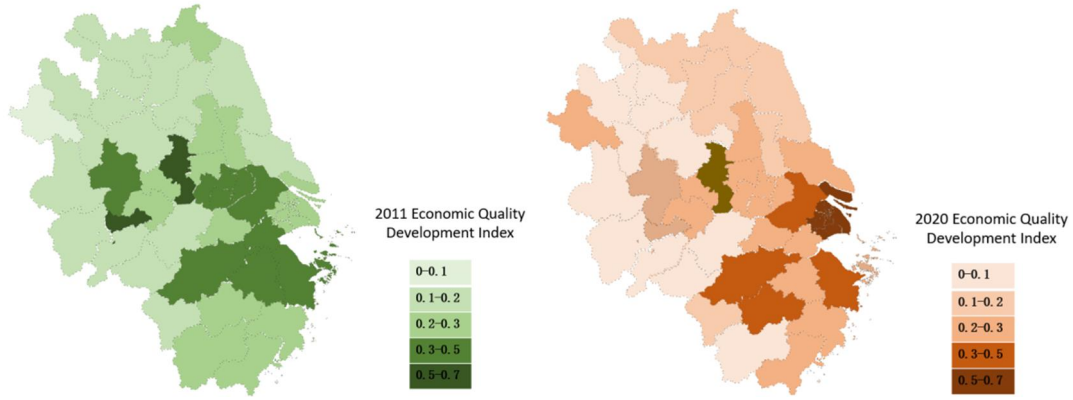 2011 Economic Quality
Development Index
0-0.1
0.1-0.2
0.2-0.3
0.3-0.5
0.5-0.7
2020 Economic Quality
Development Index
0-0.1
0.1-0.2
0.2-0.3
0.3-0.5
0.5-0.7